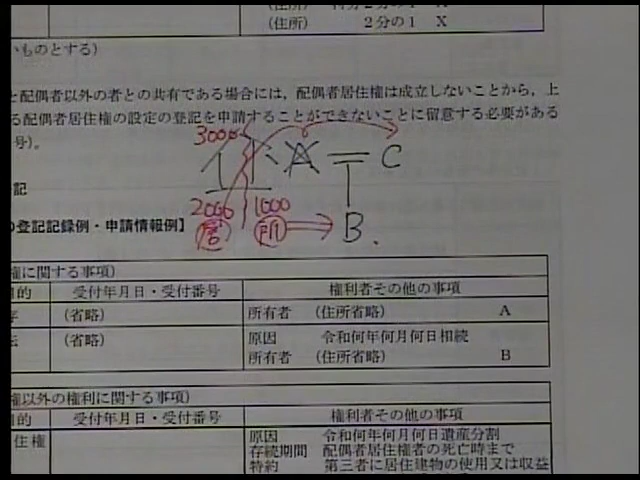 （住所） 持分２分の１ Ｘ
（住所） ２分の１ Ｘ
いものとする）
と配偶者以外の者との共有である場合には，配偶者居住権は成立しないことから，上
る配偶者居住権の設定の登記を申請することができないことに留意する必要がある
号）。
3000
A C
記
2000 1000
居 所 B
の登記記録例・申請情報例】
権に関する事項）
目的 受付年月日・受付番号 権利者その他の事項
存 （省略） 所有者 （住所省略） Ａ
（省略） 原因 令和何年何月何日相続
所有者 （住所省略） Ｂ
権以外の権利に関する事項）
目的 受付年月日・受付番号 権利者その他の事項
住権 原因 令和何年何月何日遺産分割
存続期間 配偶者居住権者の死亡時まで
特約 第三者に居住建物の使用又は収益